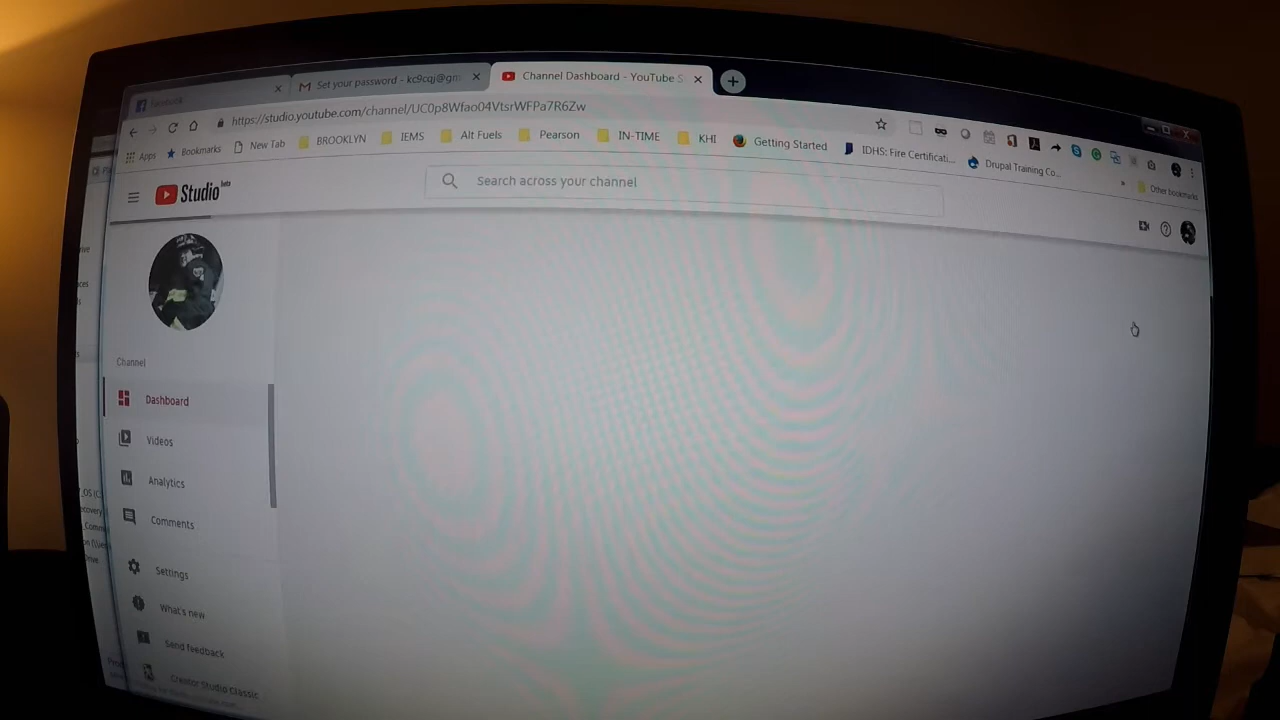 Facebook
Set your password - kc9cqj@gm
Channel Dashboard - YouTube S
https://studio.youtube.com/channel/UC0p8Wfao04VtsrWFPa7R6Zw
Apps Bookmarks New Tab BROOKLYN IEMS Alt Fuels Pearson IN-TIME KHI Getting Started IDHS: Fire Certificati... Drupal Training Co... » Other bookmarks
Studio beta
Search across your channel
Channel
Dashboard
Videos
Analytics
Comments
Settings
What's new
Send feedback
Creator Studio Classic